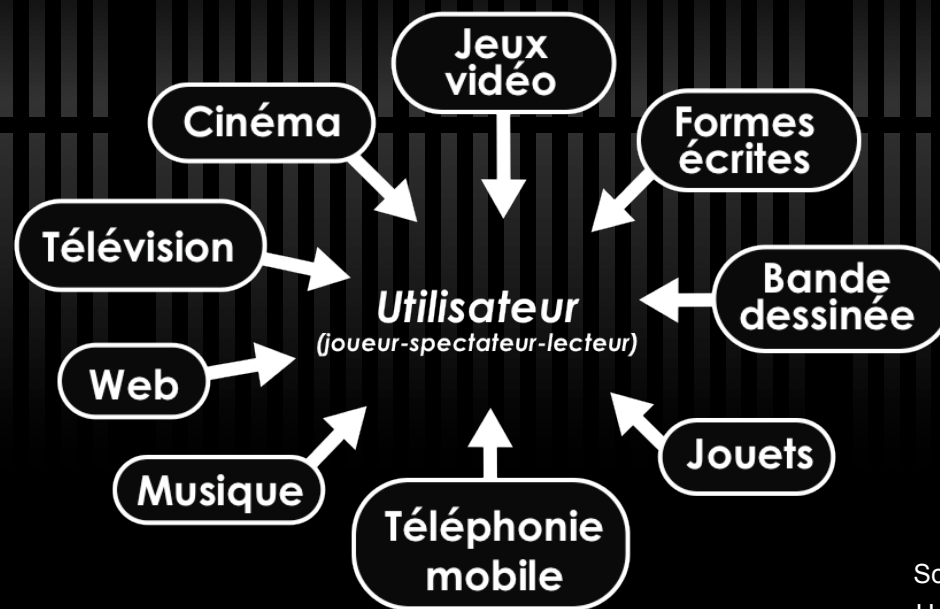 Jeux
vidéo
Cinéma
Formes
écrites
Télévision
Bande
dessinée
Utilisateur
(joueur-spectateur-lecteur)
Web
Jouets
Musique
Téléphonie
mobile